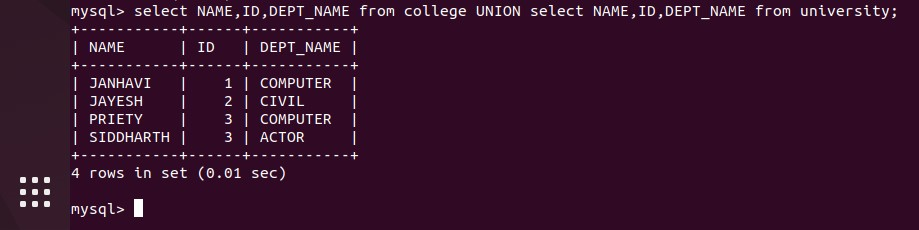 mysql> select NAME,ID,DEPT_NAME from college UNION select NAME,ID,DEPT_NAME from university;
+-----------+------+-----------+
| NAME      | ID   | DEPT_NAME |
+-----------+------+-----------+
| JANHAVI   |    1 | COMPUTER  |
| JAYESH    |    2 | CIVIL     |
| PRIETY    |    3 | COMPUTER  |
| SIDDHARTH |    3 | ACTOR     |
+-----------+------+-----------+
4 rows in set (0.01 sec)
mysql>